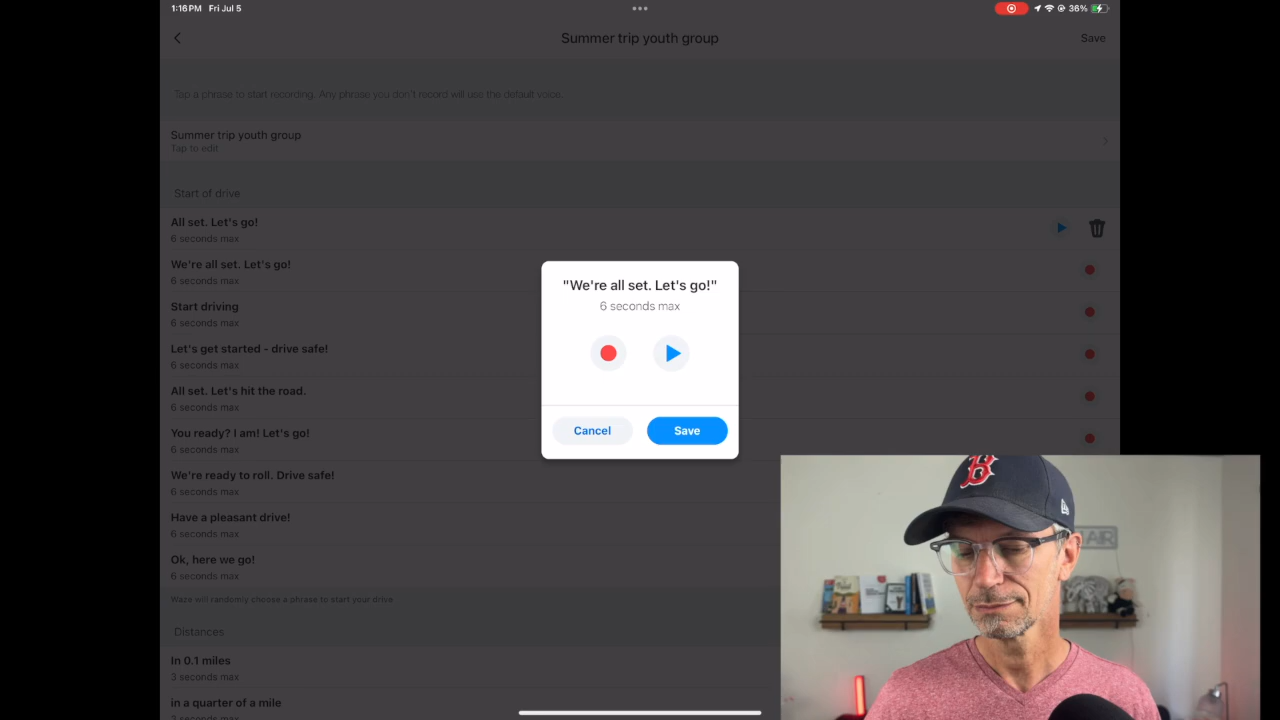 1:16 PM Fri Jul 5
36%
Summer trip youth group
Save
Tap a phrase to start recording. Any phrase you don't record will use the default voice.
Summer trip youth group
Tap to edit
Start of drive
All set. Let's go!
6 seconds max
We're all set. Let's go!
6 seconds max
Start driving
6 seconds max
Let's get started - drive safe!
6 seconds max
All set. Let's hit the road.
6 seconds max
You ready? I am! Let's go!
6 seconds max
We're ready to roll. Drive safe!
6 seconds max
Have a pleasant drive!
6 seconds max
Ok, here we go!
6 seconds max
Waze will randomly choose a phrase to start your drive
Distances
In 0.1 miles
3 seconds max
in a quarter of a mile
3 seconds max
"We're all set. Let's go!"
6 seconds max
Cancel
Save
B
AIR